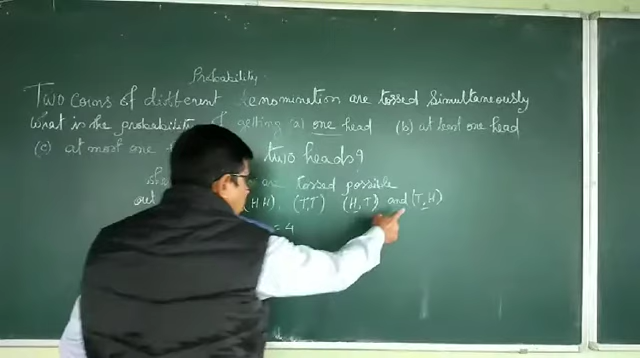 Probability.
Two coins of different denomination are tossed simultaneously
what is the probability of getting (a) one head (b) at least one head
(c) at most one two heads?
are tossed possible
out (H H), (T,T) (H, T) and (T, H)
= 4